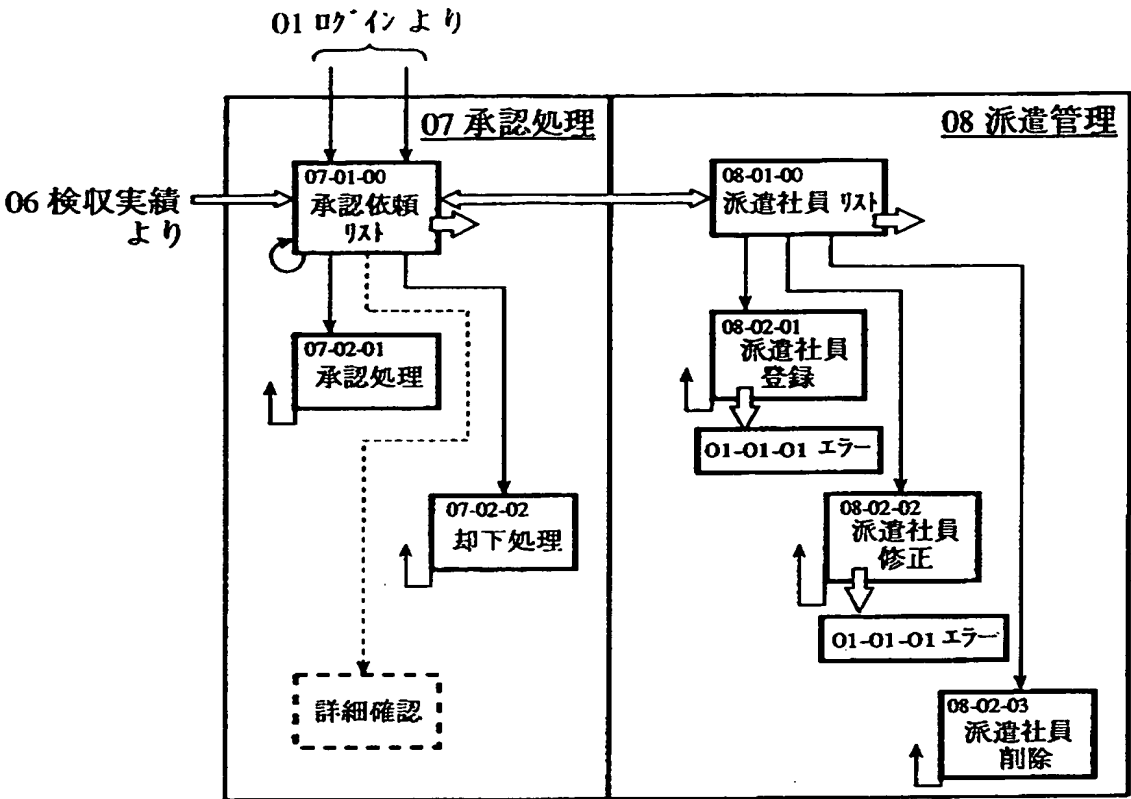 01 ログイン より
07 承認処理
08 派遣管理
06 検収実績
より
07-01-00
承認依頼
リスト
08-01-00
派遣社員 リスト
07-02-01
承認処理
08-02-01
派遣社員
登録
01-01-01 エラー
07-02-02
却下処理
08-02-02
派遣社員
修正
01-01-01 エラー
詳細確認
08-02-03
派遣社員
削除